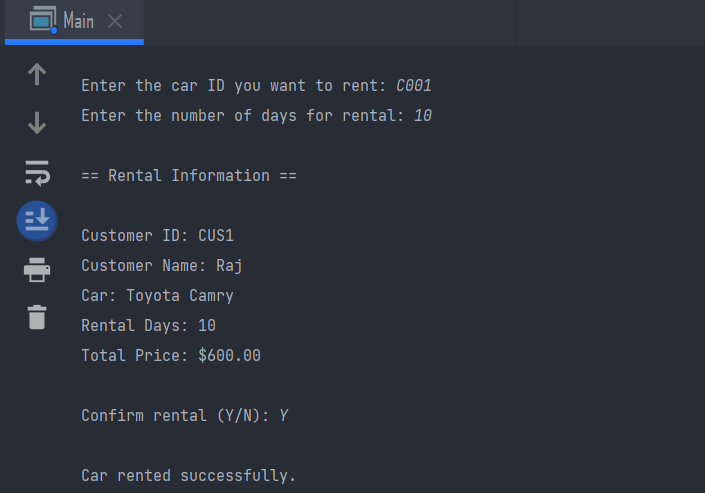 Main
Enter the car ID you want to rent: C001
Enter the number of days for rental: 10
== Rental Information ==
Customer ID: CUS1
Customer Name: Raj
Car: Toyota Camry
Rental Days: 10
Total Price: $600.00
Confirm rental (Y/N): Y
Car rented successfully.